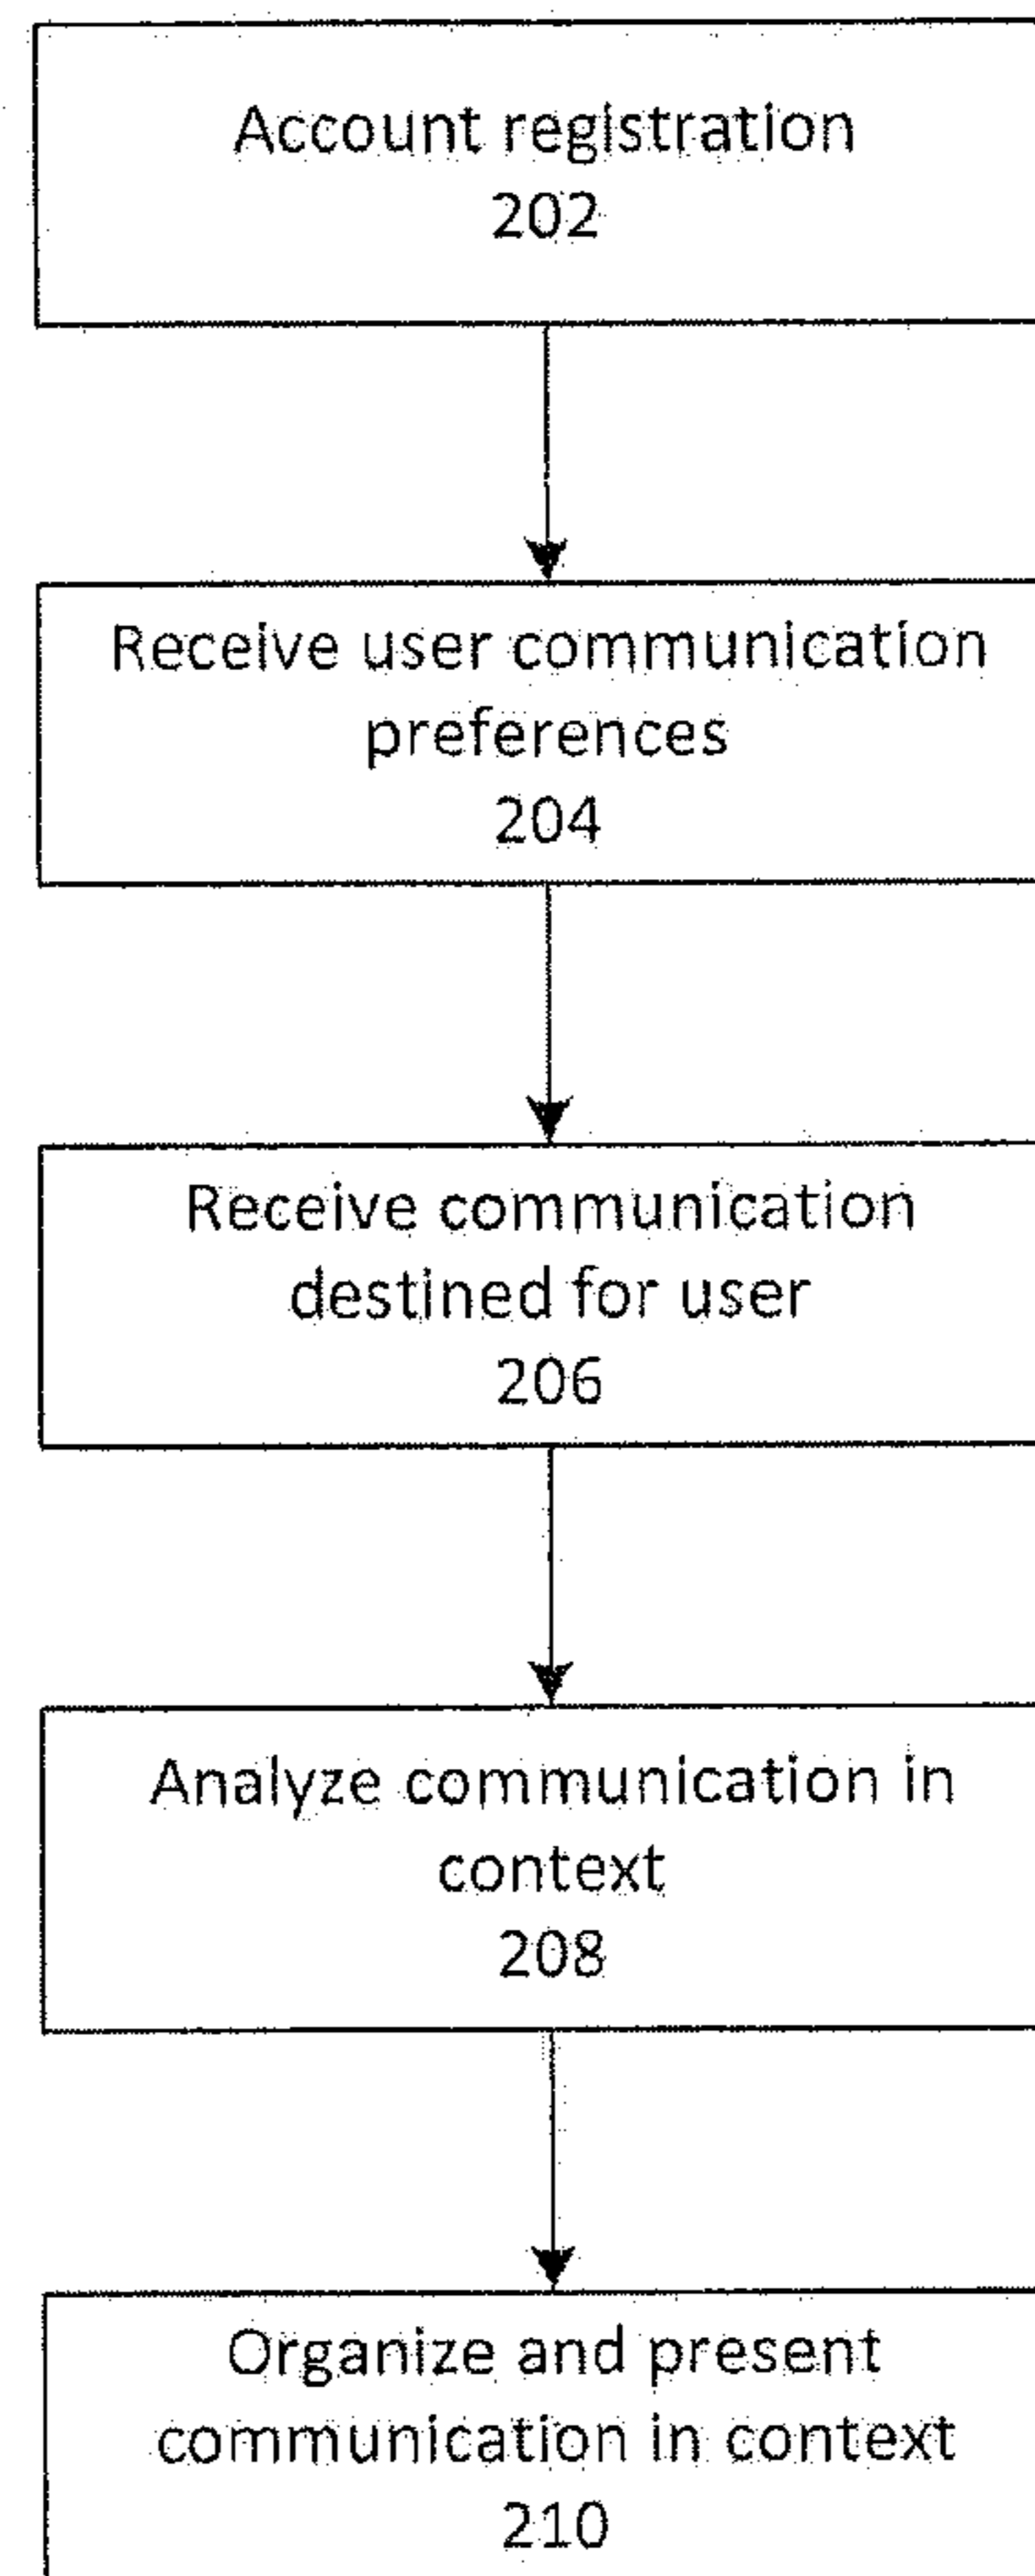 Account registration
202
Receive user communication
preferences
204
Receive communication
destined for user
206
Analyze communication in
context
208
Organize and present
communication in context
210